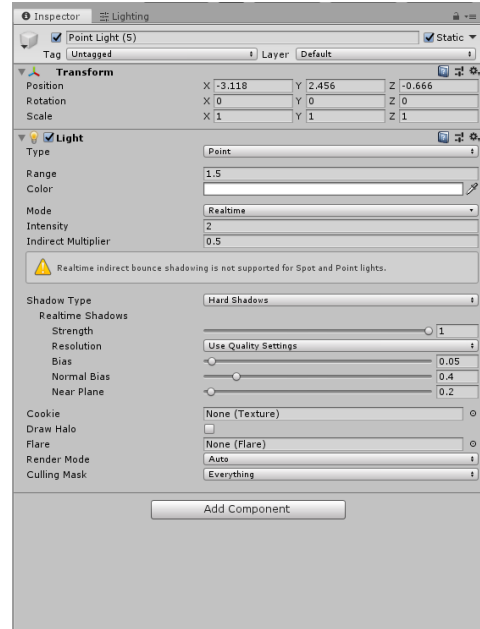 Inspector Lighting
Point Light (5) Static
Tag Untagged Layer Default
Transform
Position X -3.118 Y 2.456 Z -0.666
Rotation X 0 Y 0 Z 0
Scale X 1 Y 1 Z 1
Light
Type Point
Range 1.5
Color
Mode Realtime
Intensity 2
Indirect Multiplier 0.5
Realtime indirect bounce shadowing is not supported for Spot and Point lights.
Shadow Type Hard Shadows
Realtime Shadows
Strength 1
Resolution Use Quality Settings
Bias 0.05
Normal Bias 0.4
Near Plane 0.2
Cookie None (Texture)
Draw Halo
Flare None (Flare)
Render Mode Auto
Culling Mask Everything
Add Component